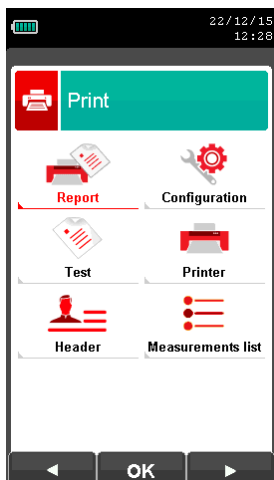 22/12/15
12:28
Print
Report
Configuration
Test
Printer
Header
Measurements list
OK